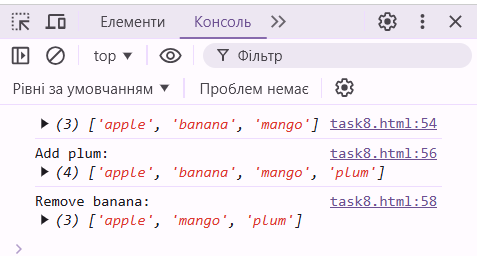 Елементи Консоль
top Фільтр
Рівні за умовчанням Проблем немає
(3) ['apple', 'banana', 'mango'] task8.html:54
Add plum: task8.html:56
(4) ['apple', 'banana', 'mango', 'plum']
Remove banana: task8.html:58
(3) ['apple', 'mango', 'plum']